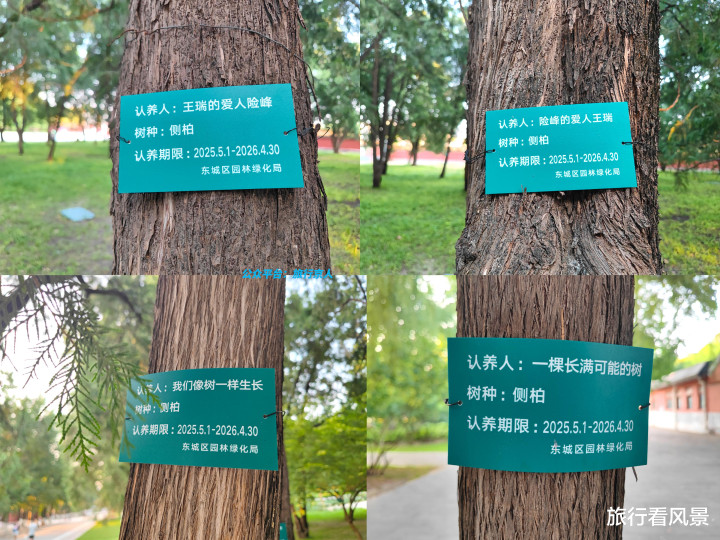 认养人：王瑞的爱人险峰
树种：侧柏
认养期限：2025.5.1-2026.4.30
东城区园林绿化局
认养人：险峰的爱人王瑞
树种：侧柏
认养期限：2025.5.1-2026.4.30
东城区园林绿化局
认养人：我们像树一样生长
树种：侧柏
认养期限：2025.5.1-2026.4.30
东城区园林绿化局
认养人：一棵长满可能的树
树种：侧柏
认养期限：2025.5.1-2026.4.30
东城区园林绿化局
旅行看风景